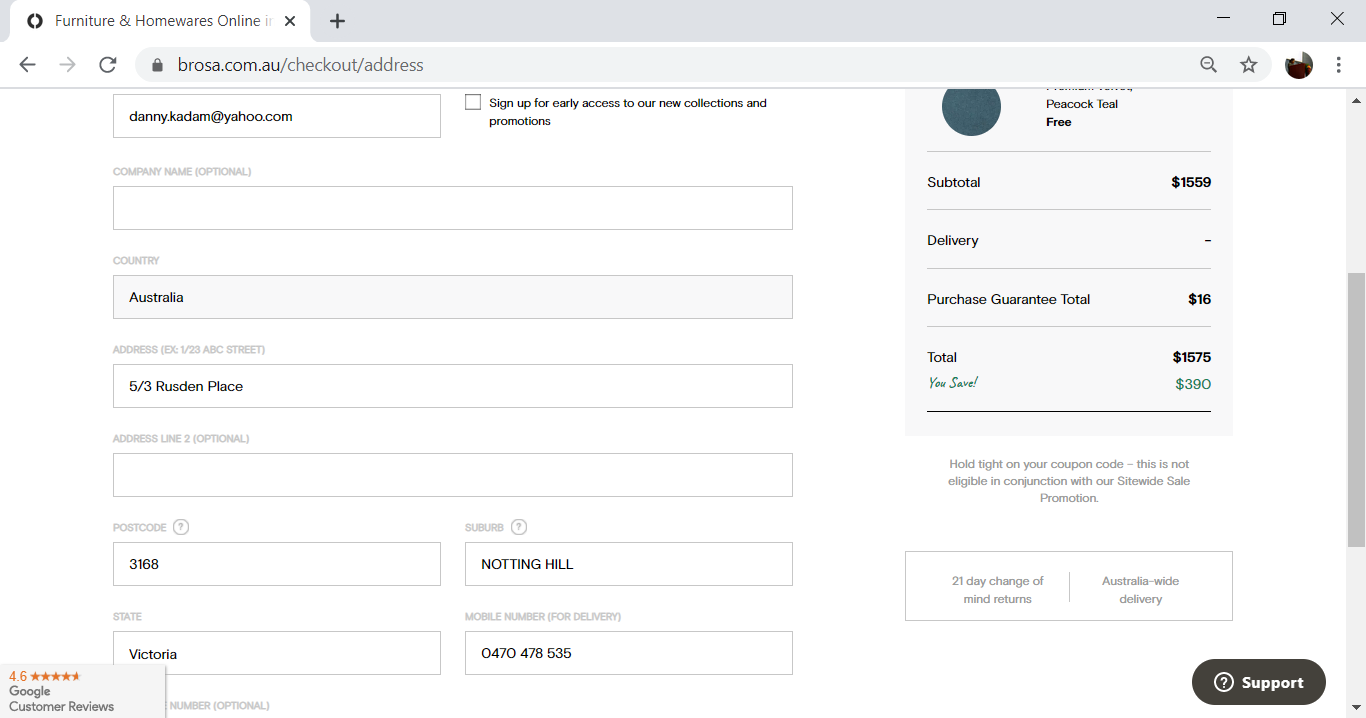 Furniture & Homewares Online in
brosa.com.au/checkout/address
danny.kadam@yahoo.com
Sign up for early access to our new collections and
promotions
COMPANY NAME (OPTIONAL)
COUNTRY
Australia
ADDRESS (EX: 1/23 ABC STREET)
5/3 Rusden Place
ADDRESS LINE 2 (OPTIONAL)
POSTCODE ?
SUBURB ?
3168
NOTTING HILL
STATE
MOBILE NUMBER (FOR DELIVERY)
Victoria
0470 478 535
NUMBER (OPTIONAL)
4.6
Google
Customer Reviews
Premium Velvet,
Peacock Teal
Free
Subtotal $1559
Delivery –
Purchase Guarantee Total $16
Total $1575
You Save! $390
Hold tight on your coupon code – this is not
eligible in conjunction with our Sitewide Sale
Promotion.
21 day change of
mind returns
Australia-wide
delivery
? Support